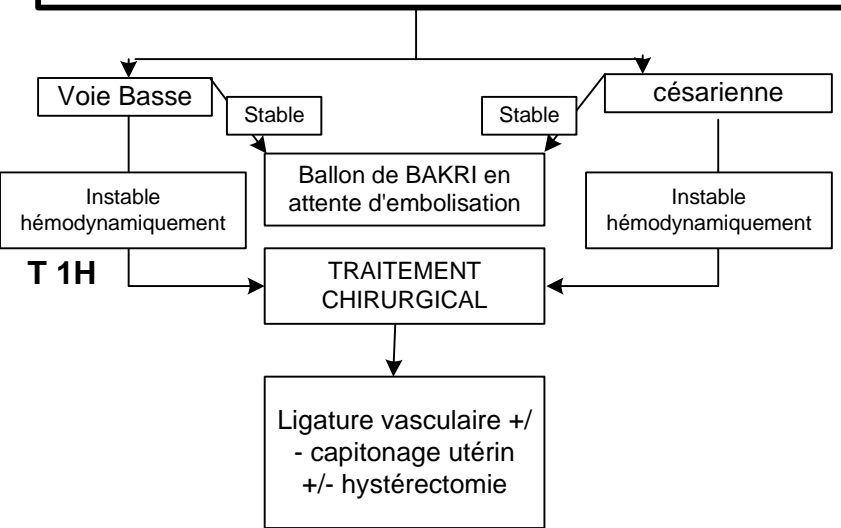 Voie Basse
césarienne
Stable
Stable
Ballon de BAKRI en
attente d'embolisation
Instable
hémodynamiquement
Instable
hémodynamiquement
T 1H
TRAITEMENT
CHIRURGICAL
Ligature vasculaire +/
- capitonage utérin
+/- hystérectomie